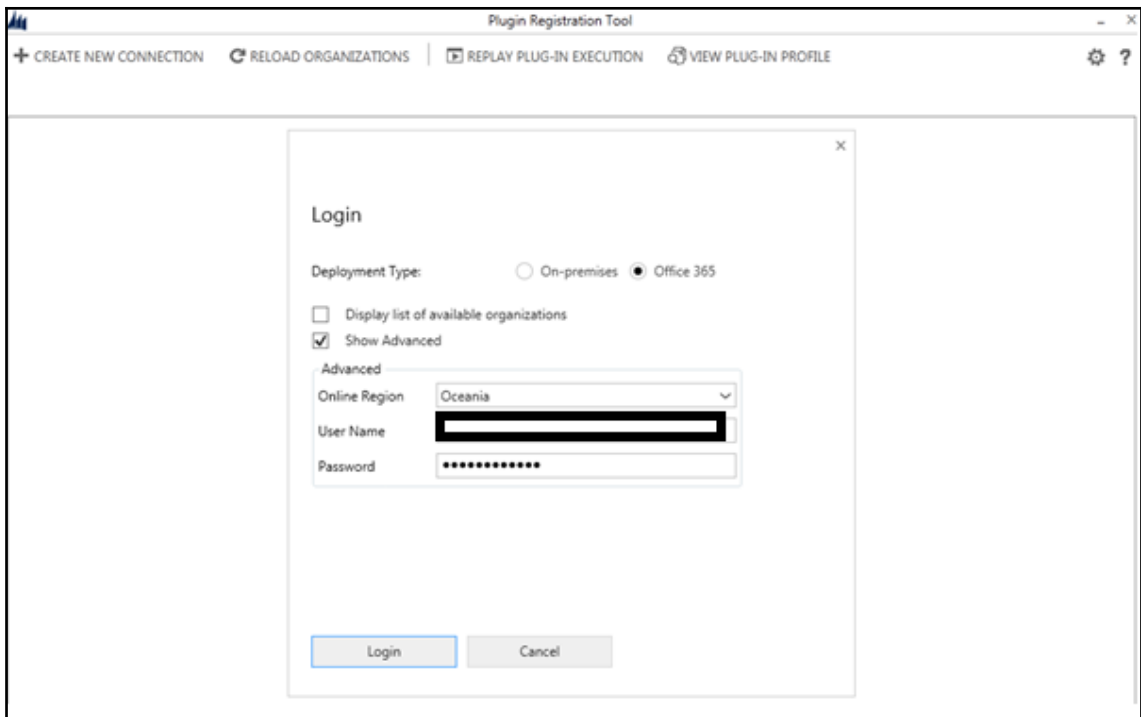 Plugin Registration Tool
CREATE NEW CONNECTION RELOAD ORGANIZATIONS REPLAY PLUG-IN EXECUTION VIEW PLUG-IN PROFILE ?
Login
Deployment Type: On-premises Office 365
Display list of available organizations
Show Advanced
Advanced
Online Region Oceania
User Name
Password ••••••••••••
Login Cancel